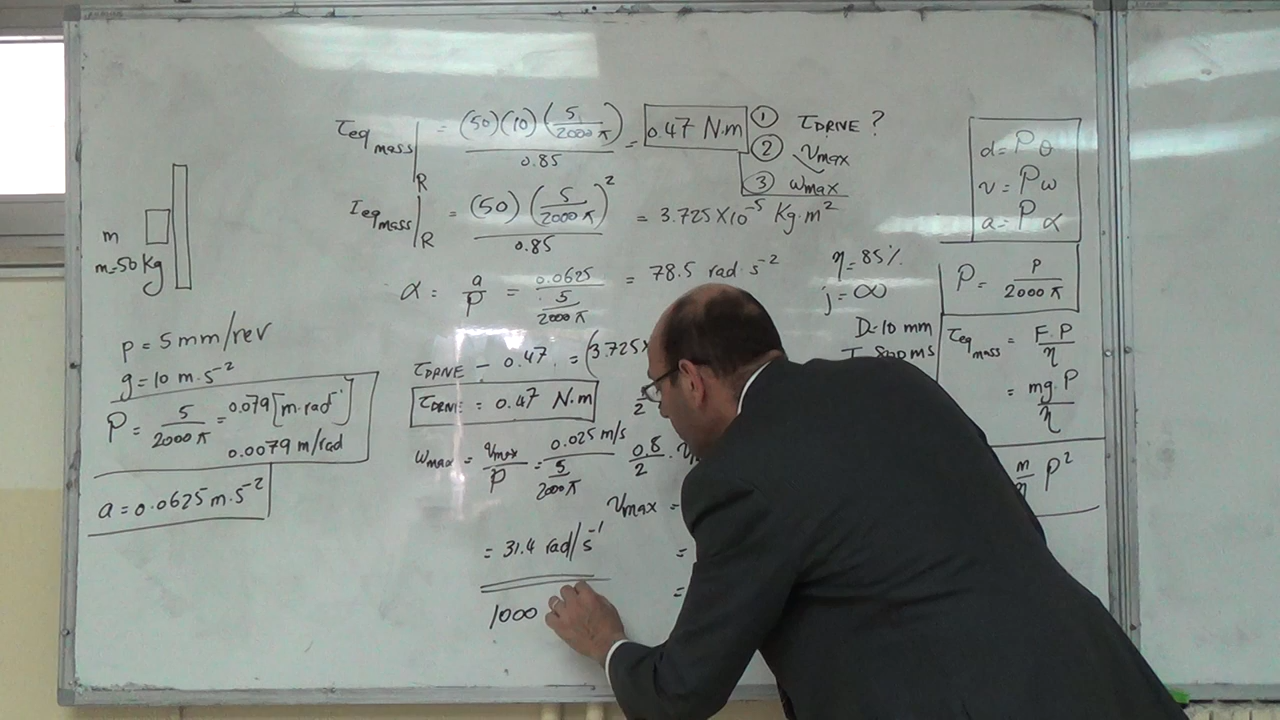 τeq mass |R = (50)(10)(5/2000π)/0.85 = 0.47 N.m
① τDRIVE ?
② vmax
③ ωmax
Ieq mass |R = (50)(5/2000π)²/0.85 = 3.725×10⁻⁵ Kg.m²
α = a/P = 0.0625/(5/2000π) = 78.5 rad.s⁻²
τDRIVE - 0.47 = (3.725×
τDRIVE = 0.47 N.m
ωmax = vmax/P = 0.025 m/s/(5/2000π)
= 31.4 rad/s⁻¹
1000
2
0.8/2 .
vmax =
=
=
m
m=50 Kg
p = 5 mm/rev
g = 10 m.s⁻²
P = 5/2000π = 0.079 [m.rad⁻¹]
0.0079 m/rad
a = 0.0625 m.s⁻²
η = 85%
j = ∞
D=10 mm
d = P θ
v = P ω
a = P α
P = p/2000π
τeq mass = F.P/η
= mg.P/η
m/η P²